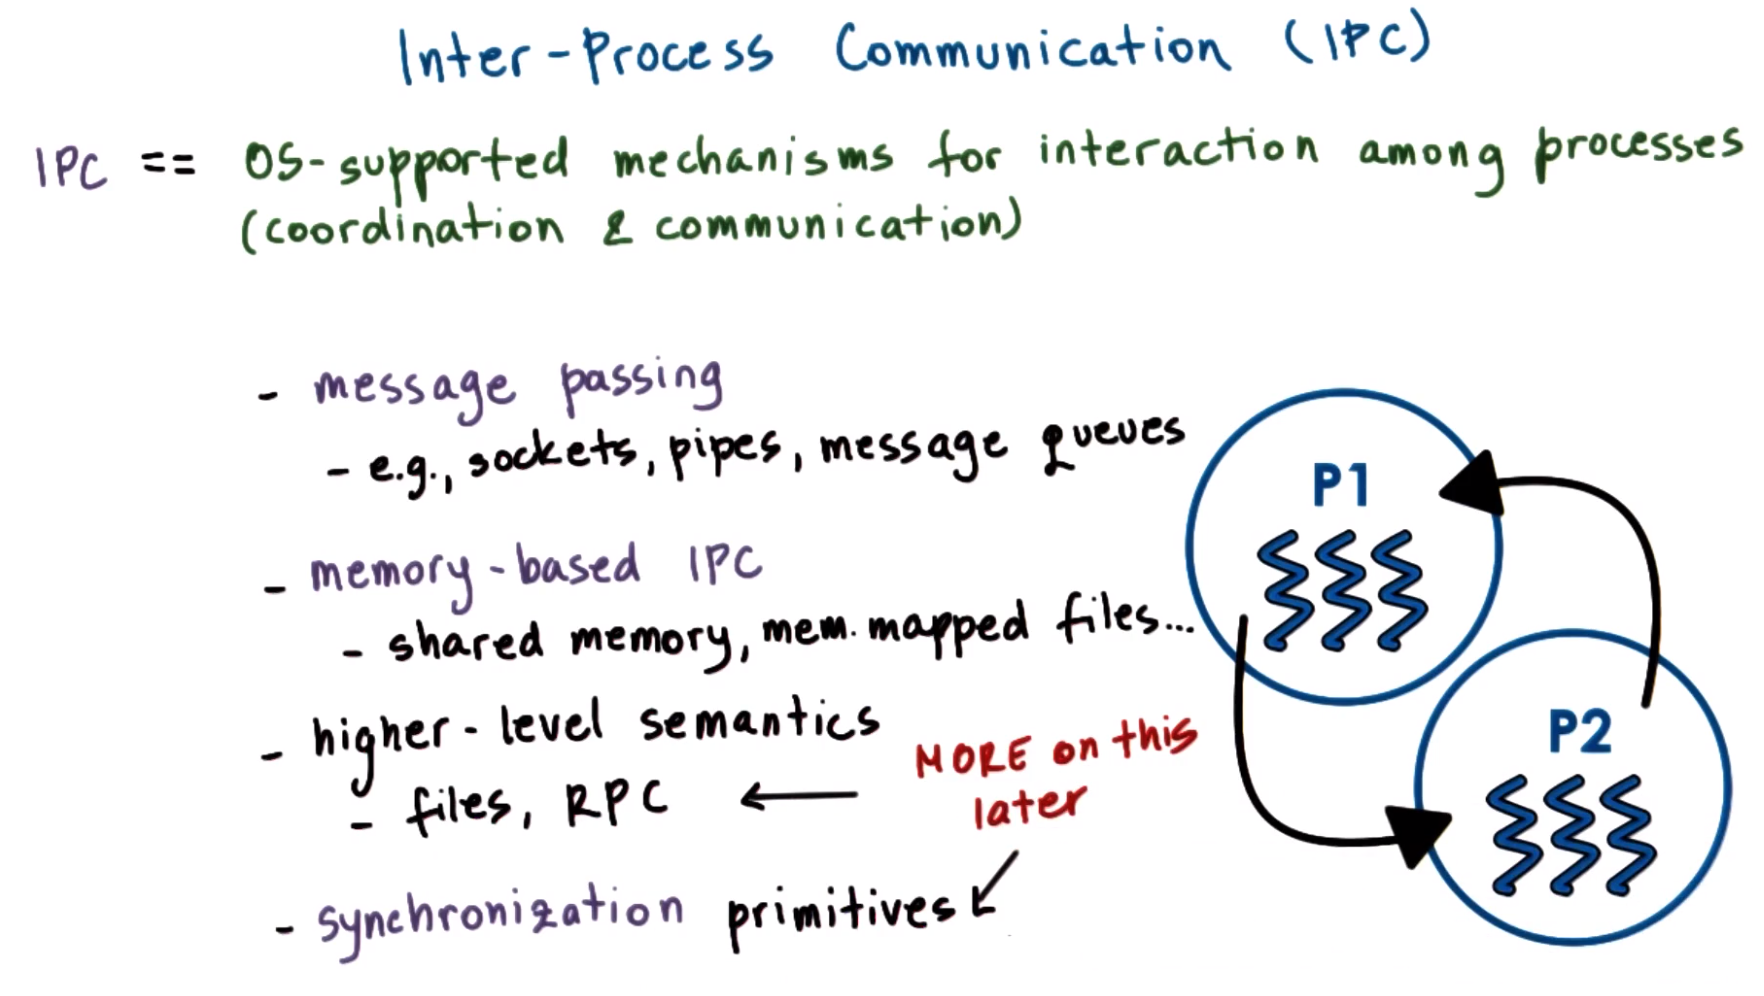 Inter-Process Communication (IPC)
IPC == OS-supported mechanisms for interaction among processes
(coordination & communication)
- message passing
- e.g., sockets, pipes, message queues
- memory-based IPC
- shared memory, mem. mapped files...
- higher-level semantics
- files, RPC
MORE on this
later
- synchronization primitives
P1
P2